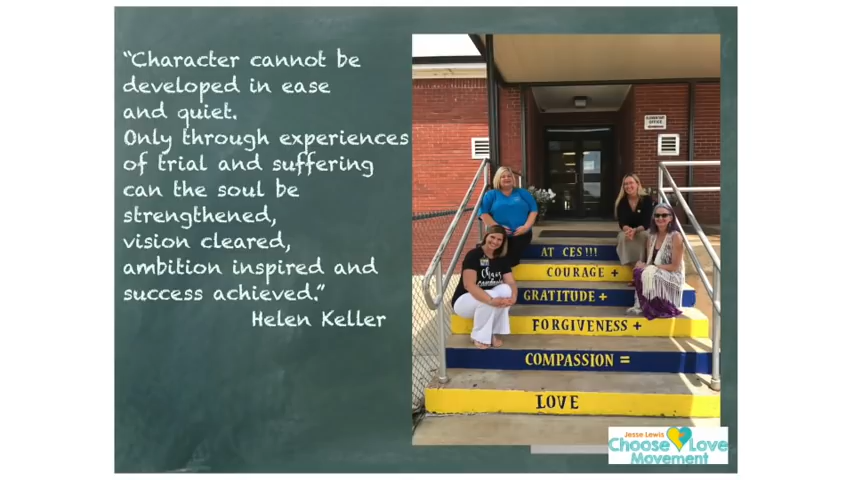 “Character cannot be
developed in ease
and quiet.
Only through experiences
of trial and suffering
can the soul be
strengthened,
vision cleared,
ambition inspired and
success achieved.”
Helen Keller
ELEMENTARY
OFFICE
AT CES!!!
COURAGE +
GRATITUDE +
FORGIVENESS +
COMPASSION =
LOVE
Jesse Lewis
Choose Love
Movement